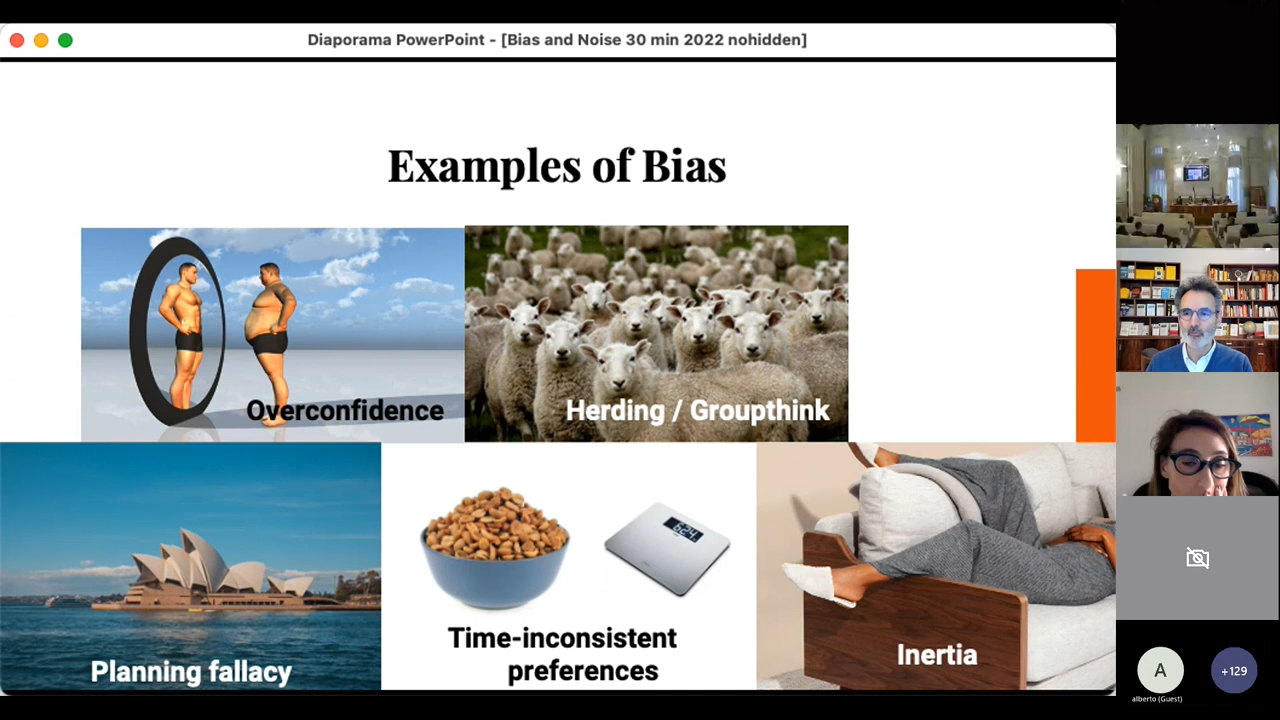 Diaporama PowerPoint - [Bias and Noise 30 min 2022 nohidden]
Examples of Bias
Overconfidence
Herding / Groupthink
Planning fallacy
Time-inconsistent
preferences
Inertia
A
alberto (Guest)
+129